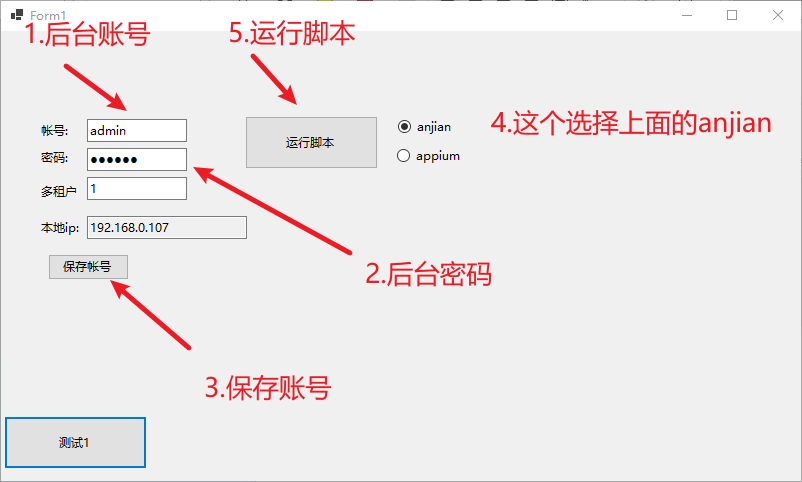 Form1
1.后台账号
5.运行脚本
帐号:
admin
运行脚本
anjian
4.这个选择上面的anjian
密码:
●●●●●●
appium
多租户
1
本地ip:
192.168.0.107
保存帐号
2.后台密码
3.保存账号
测试1